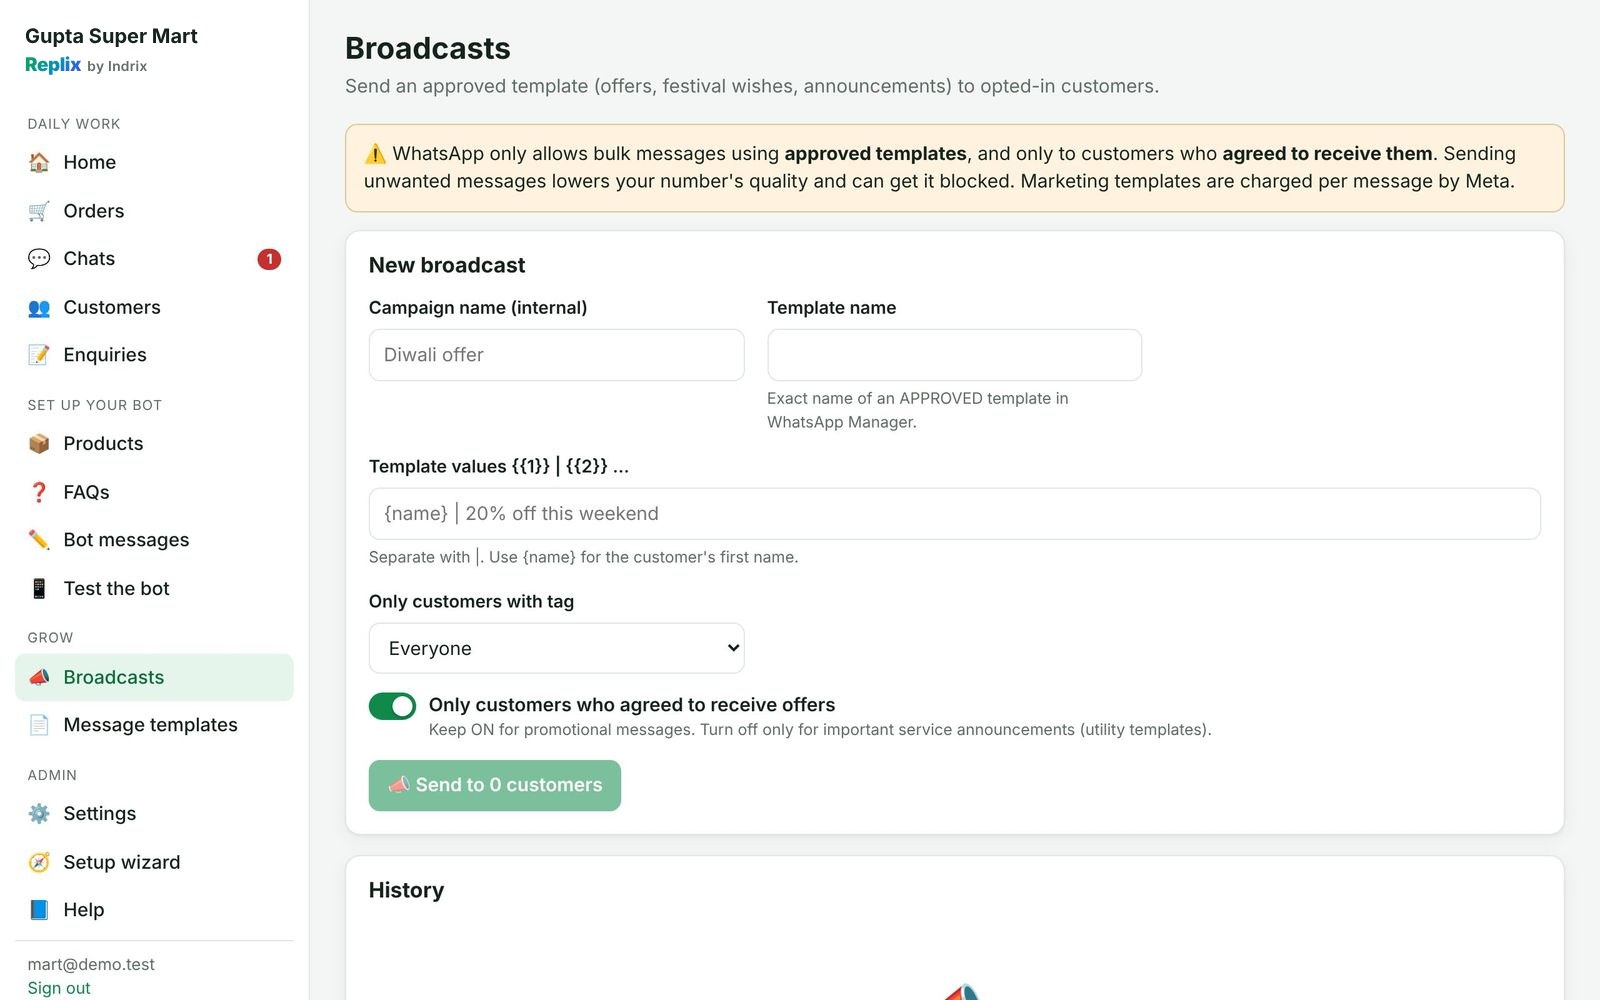 Gupta Super Mart
Replix by Indrix
DAILY WORK
Home
Orders
Chats
1
Customers
Enquiries
SET UP YOUR BOT
Products
FAQs
Bot messages
Test the bot
GROW
Broadcasts
Message templates
ADMIN
Settings
Setup wizard
Help
mart@demo.test
Sign out
Broadcasts
Send an approved template (offers, festival wishes, announcements) to opted-in customers.
⚠️ WhatsApp only allows bulk messages using approved templates, and only to customers who agreed to receive them. Sending
unwanted messages lowers your number's quality and can get it blocked. Marketing templates are charged per message by Meta.
New broadcast
Campaign name (internal)
Diwali offer
Template name
Exact name of an APPROVED template in
WhatsApp Manager.
Template values {{1}} | {{2}} ...
{name} | 20% off this weekend
Separate with |. Use {name} for the customer's first name.
Only customers with tag
Everyone
Only customers who agreed to receive offers
Keep ON for promotional messages. Turn off only for important service announcements (utility templates).
Send to 0 customers
History